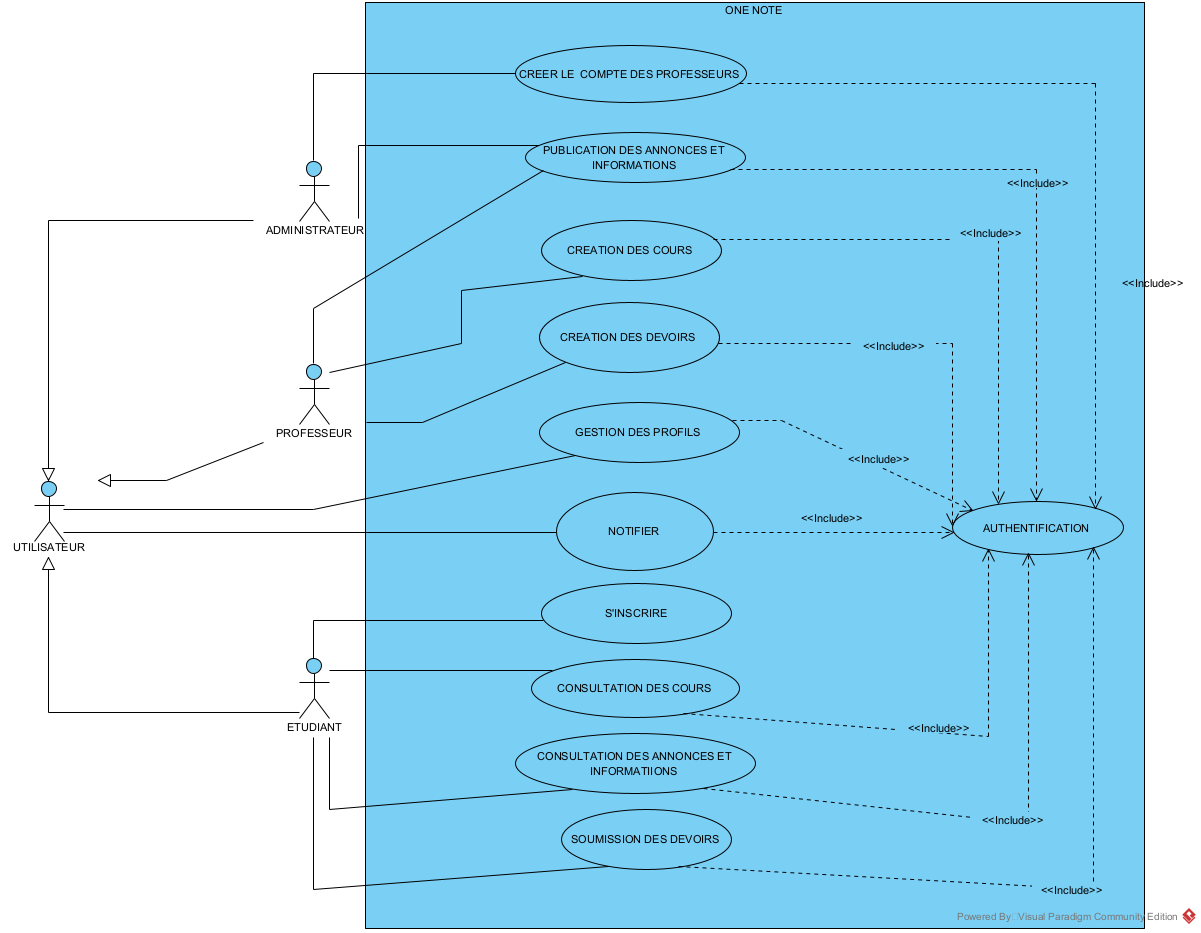 ONE NOTE
CREER LE  COMPTE DES PROFESSEURS
PUBLICATION DES ANNONCES ET
INFORMATIONS
<<Include>>
ADMINISTRATEUR
<<Include>>
CREATION DES COURS
<<Include>>
CREATION DES DEVOIRS
<<Include>>
PROFESSEUR
GESTION DES PROFILS
<<Include>>
<<Include>>
NOTIFIER
AUTHENTIFICATION
UTILISATEUR
S'INSCRIRE
CONSULTATION DES COURS
ETUDIANT
<<Include>>
CONSULTATION DES ANNONCES ET
INFORMATIIONS
<<Include>>
SOUMISSION DES DEVOIRS
<<Include>>
Powered By: Visual Paradigm Community Edition